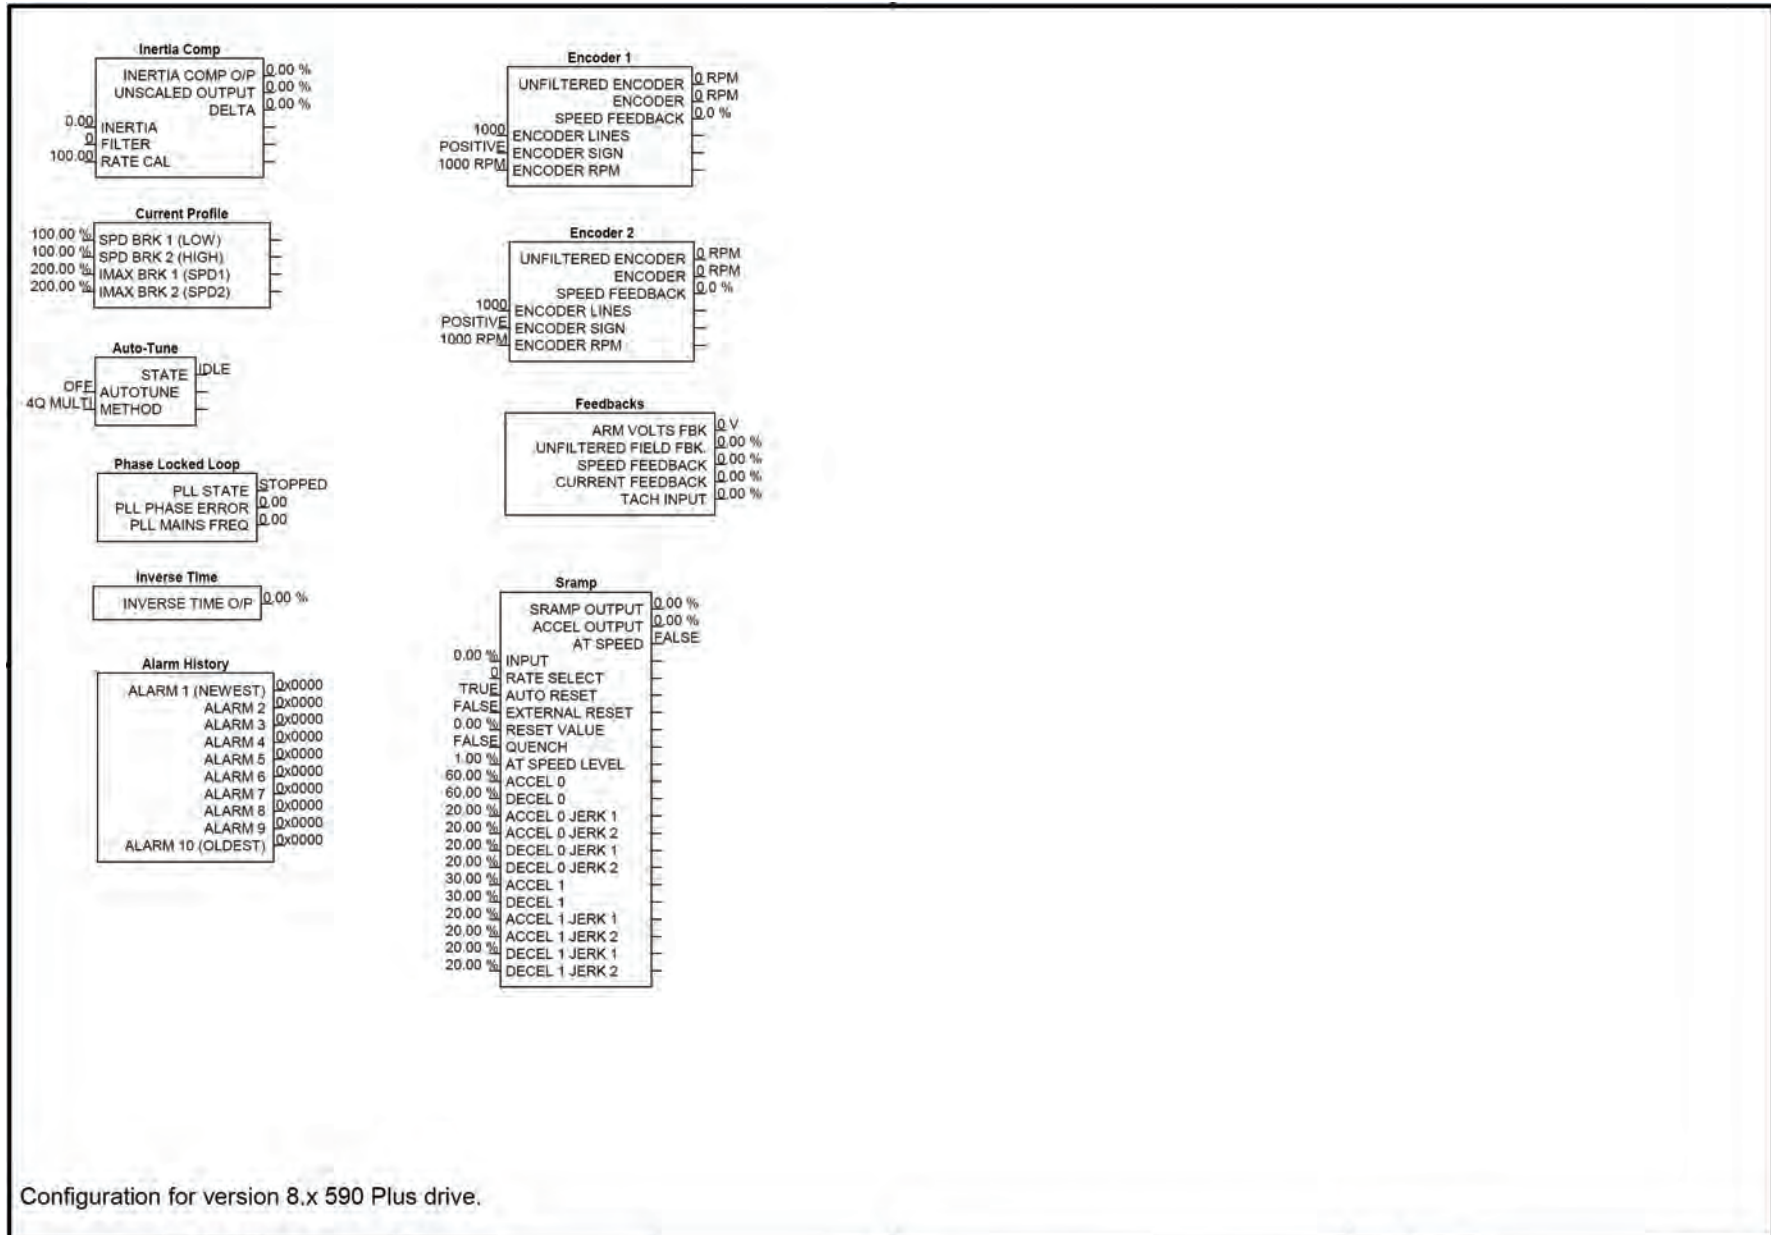 Inertia Comp
INERTIA COMP O/P 0.00 %
UNSCALED OUTPUT 0.00 %
DELTA 0.00 %
0.00 INERTIA
0 FILTER
100.00 RATE CAL
Current Profile
100.00 % SPD BRK 1 (LOW)
100.00 % SPD BRK 2 (HIGH)
200.00 % IMAX BRK 1 (SPD1)
200.00 % IMAX BRK 2 (SPD2)
Auto-Tune
STATE IDLE
OFF AUTOTUNE
4Q MULTI METHOD
Phase Locked Loop
PLL STATE STOPPED
PLL PHASE ERROR 0.00
PLL MAINS FREQ 0.00
Inverse Time
INVERSE TIME O/P 0.00 %
Alarm History
ALARM 1 (NEWEST) 0x0000
ALARM 2 0x0000
ALARM 3 0x0000
ALARM 4 0x0000
ALARM 5 0x0000
ALARM 6 0x0000
ALARM 7 0x0000
ALARM 8 0x0000
ALARM 9 0x0000
ALARM 10 (OLDEST) 0x0000
Encoder 1
UNFILTERED ENCODER 0 RPM
ENCODER 0 RPM
SPEED FEEDBACK 0.0 %
1000 ENCODER LINES
POSITIVE ENCODER SIGN
1000 RPM ENCODER RPM
Encoder 2
UNFILTERED ENCODER 0 RPM
ENCODER 0 RPM
SPEED FEEDBACK 0.0 %
1000 ENCODER LINES
POSITIVE ENCODER SIGN
1000 RPM ENCODER RPM
Feedbacks
ARM VOLTS FBK 0 V
UNFILTERED FIELD FBK. 0.00 %
SPEED FEEDBACK 0.00 %
CURRENT FEEDBACK 0.00 %
TACH INPUT 0.00 %
Sramp
SRAMP OUTPUT 0.00 %
ACCEL OUTPUT 0.00 %
AT SPEED FALSE
0.00 % INPUT
0 RATE SELECT
TRUE AUTO RESET
FALSE EXTERNAL RESET
0.00 % RESET VALUE
FALSE QUENCH
1.00 % AT SPEED LEVEL
60.00 % ACCEL 0
60.00 % DECEL 0
20.00 % ACCEL 0 JERK 1
20.00 % ACCEL 0 JERK 2
20.00 % DECEL 0 JERK 1
20.00 % DECEL 0 JERK 2
30.00 % ACCEL 1
30.00 % DECEL 1
20.00 % ACCEL 1 JERK 1
20.00 % ACCEL 1 JERK 2
20.00 % DECEL 1 JERK 1
20.00 % DECEL 1 JERK 2
Configuration for version 8.x 590 Plus drive.